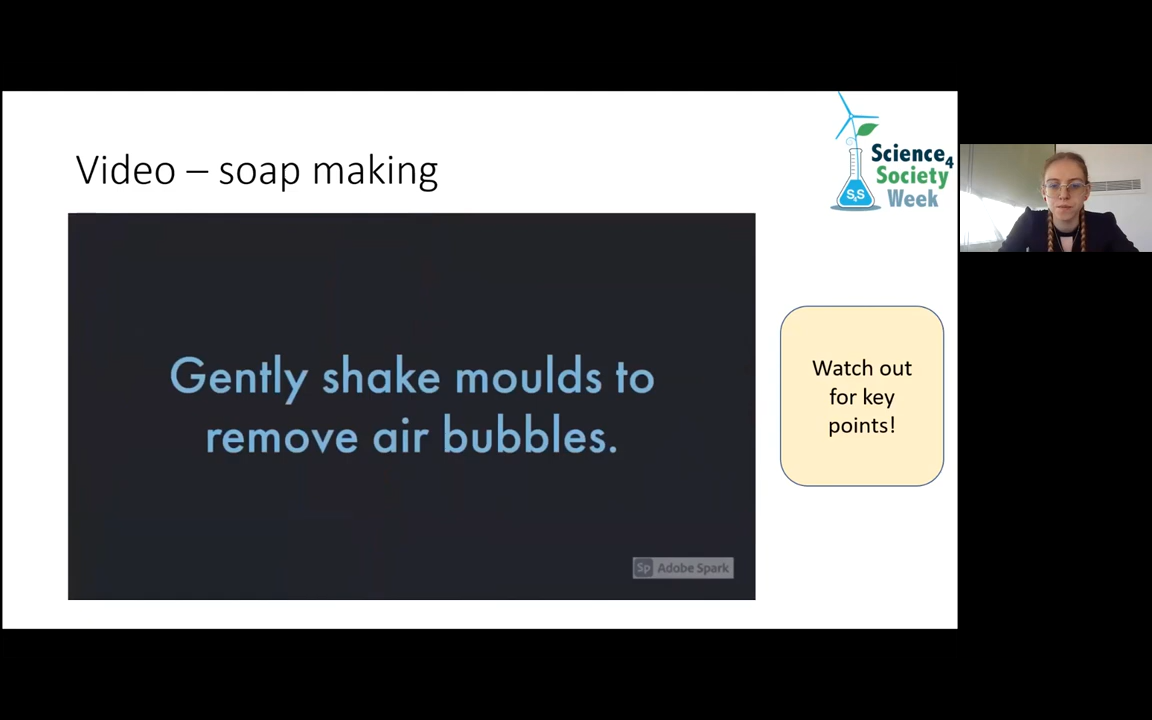 Video – soap making
Science4
Society
Week
S4S
Gently shake moulds to
remove air bubbles.
Sp Adobe Spark
Watch out
for key
points!